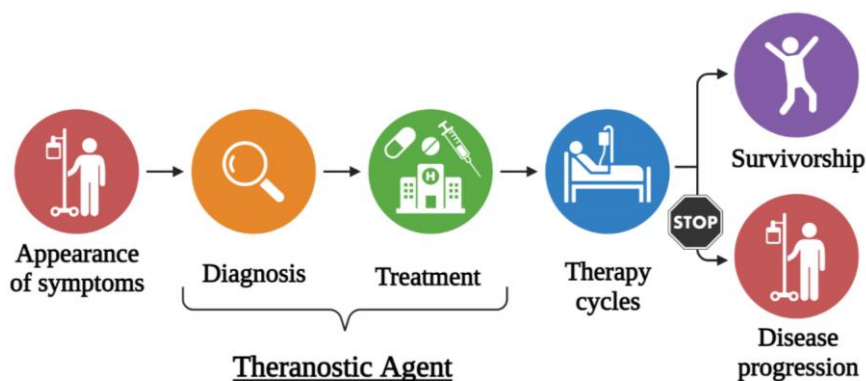 Appearance
of symptoms
Diagnosis
Treatment
H
Therapy
cycles
STOP
Survivorship
Disease
progression
Theranostic Agent